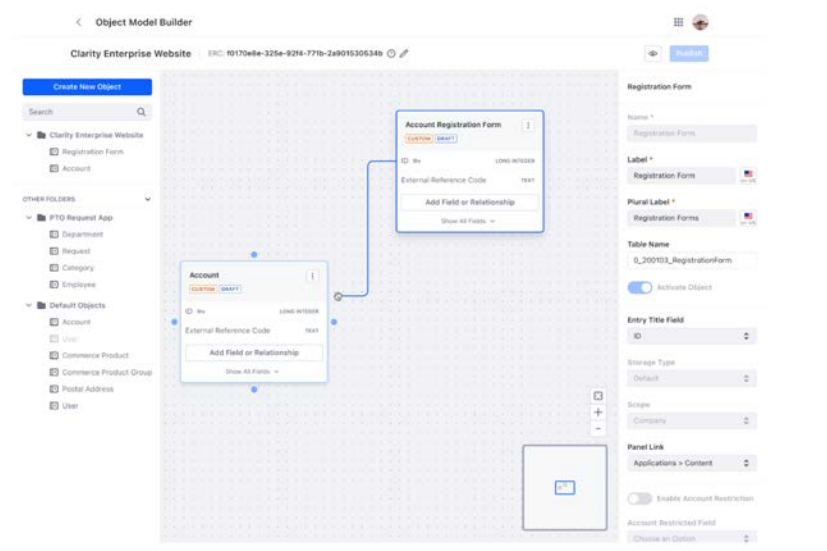 Object Model Builder
Clarity Enterprise Website
ERC: f0170e8e-325e-92f4-771b-2a901530534b
Publish
Create New Object
Search
Clarity Enterprise Website
Registration Form
Account
OTHER FOLDERS
PTO Request App
Department
Request
Category
Employee
Default Objects
Account
User
Commerce Product
Commerce Product Group
Postal Address
User
Account Registration Form
CUSTOM DRAFT
ID LONG INTEGER
External Reference Code TEXT
Add Field or Relationship
Show All Fields
Account
CUSTOM DRAFT
ID LONG INTEGER
External Reference Code TEXT
Add Field or Relationship
Show All Fields
Registration Form
Name *
Registration Form
Label *
Registration Form
Plural Label *
Registration Forms
Table Name
0_200103_RegistrationForm
Activate Object
Entry Title Field
ID
Storage Type
Default
Scope
Company
Panel Link
Applications > Content
Enable Account Restriction
Account Restricted Field
Choose an Option